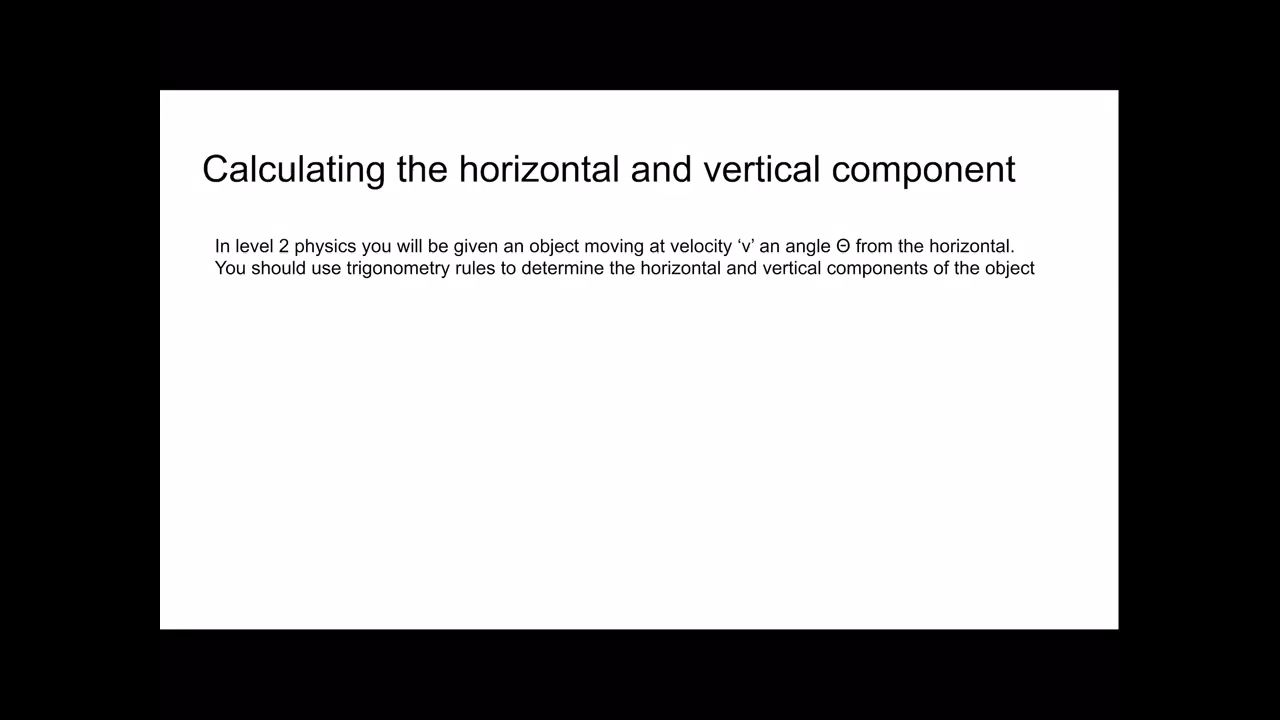 Calculating the horizontal and vertical component
In level 2 physics you will be given an object moving at velocity ‘v’ an angle Θ from the horizontal.
You should use trigonometry rules to determine the horizontal and vertical components of the object